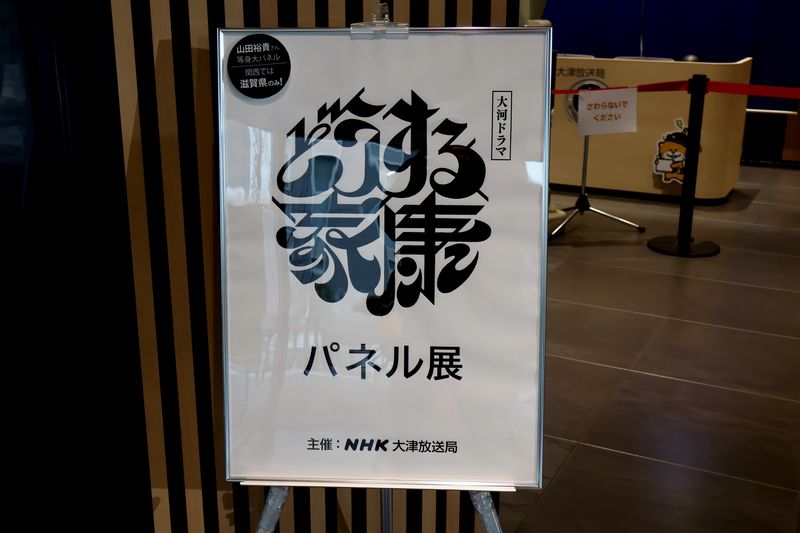 山田裕貴さん
等身大パネル
関西では
滋賀県のみ!
大河ドラマ
どうする
家康
パネル展
主催：NHK 大津放送局
大津放送局
さわらないで
ください